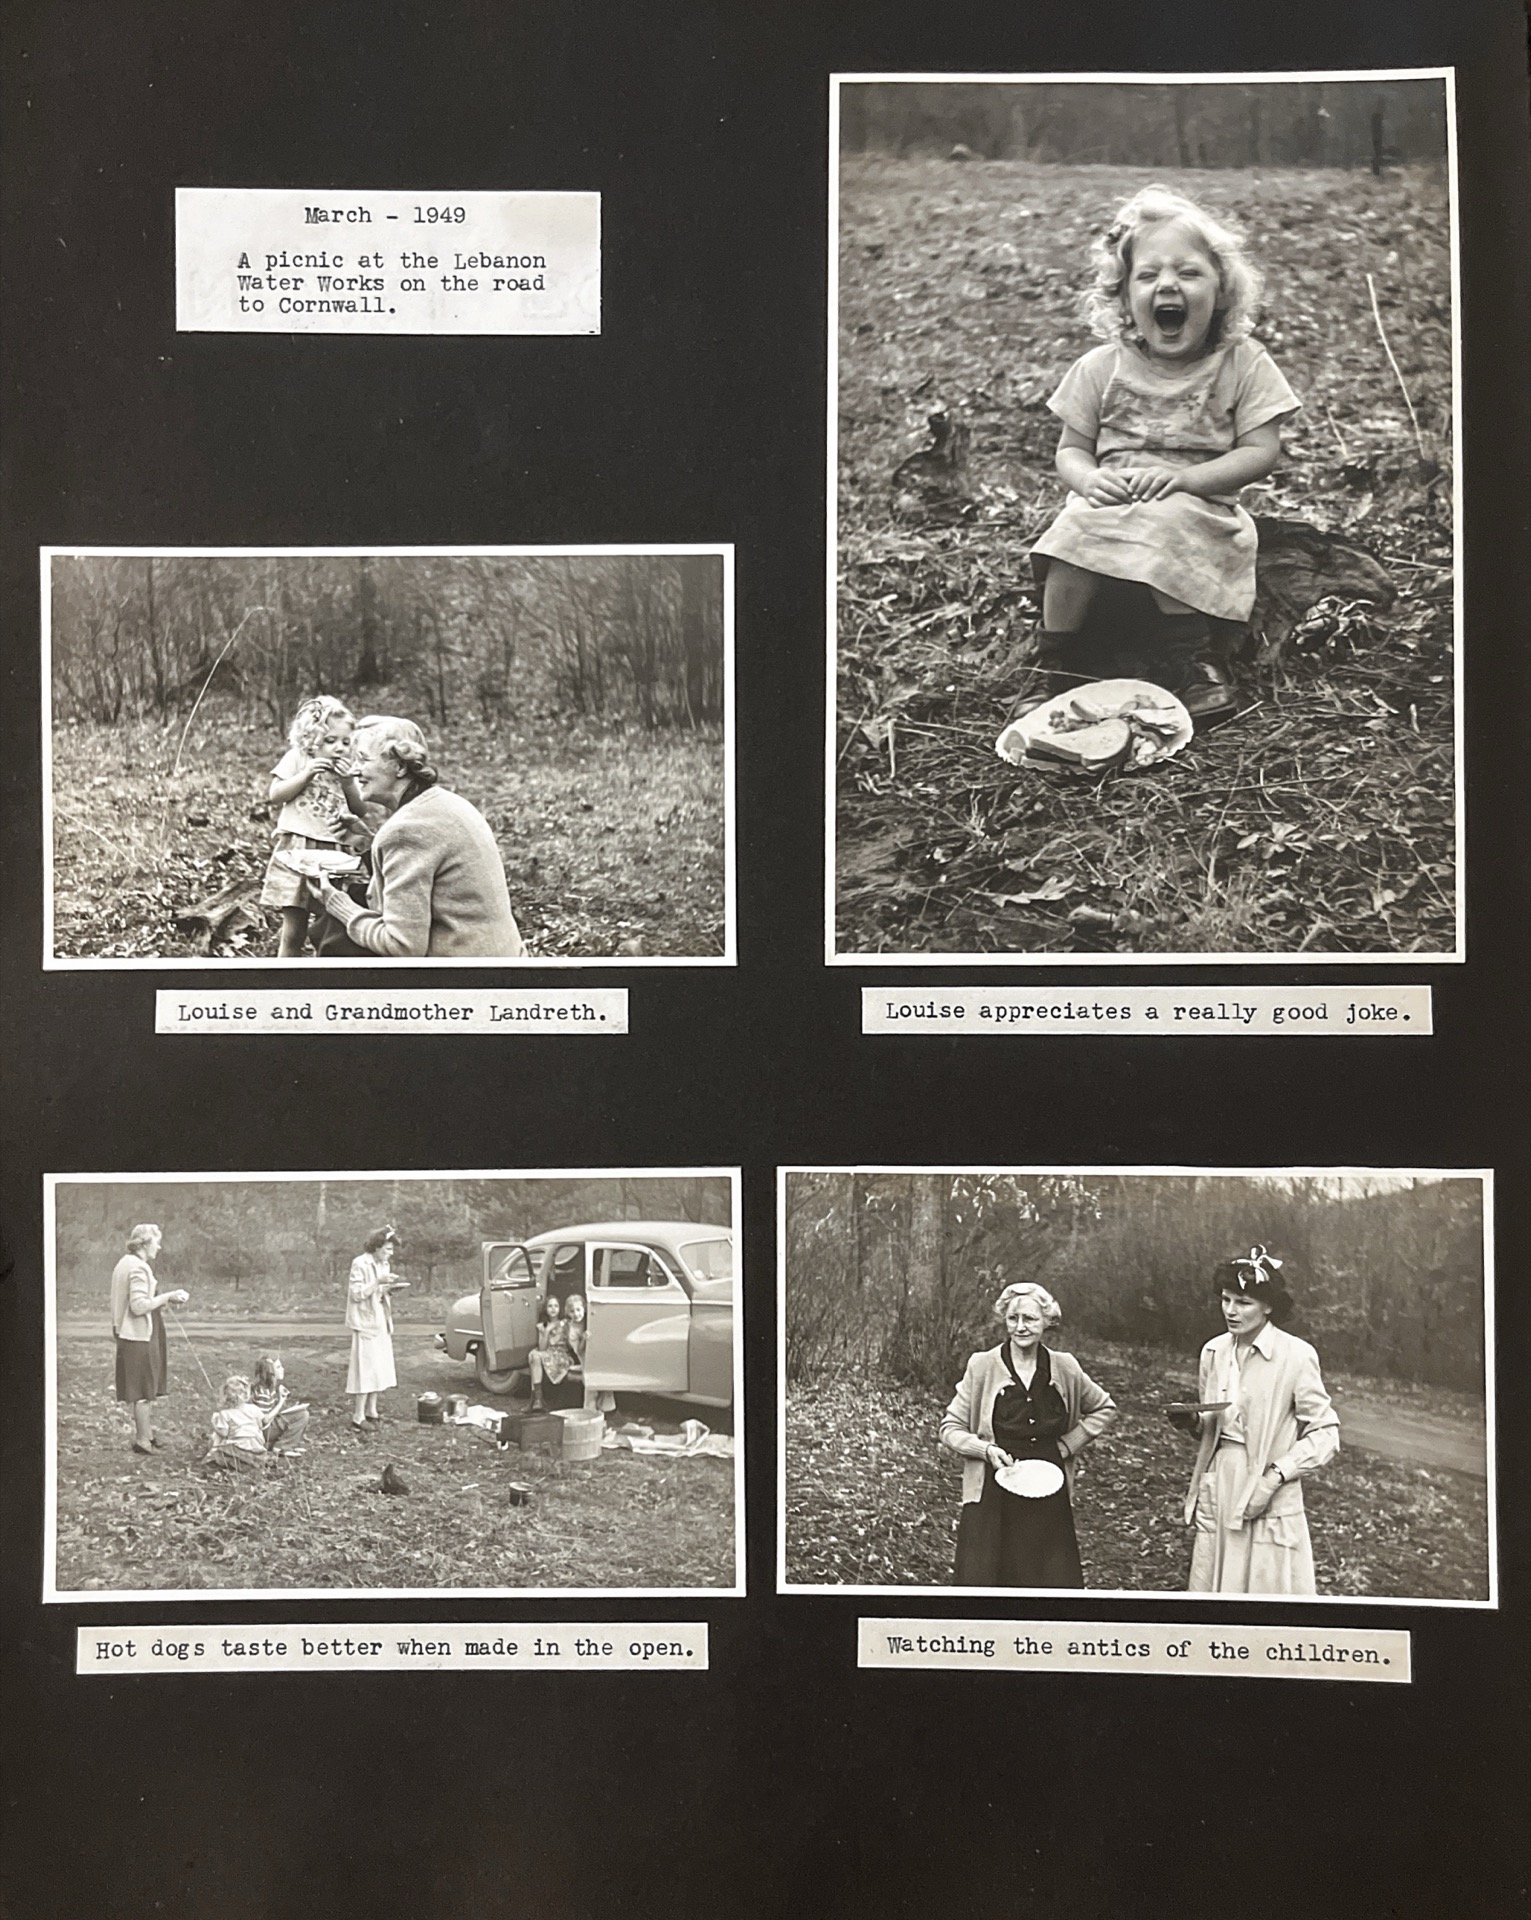 March - 1949
A picnic at the Lebanon
Water Works on the road
to Cornwall.
Louise and Grandmother Landreth.
Louise appreciates a really good joke.
Hot dogs taste better when made in the open.
Watching the antics of the children.